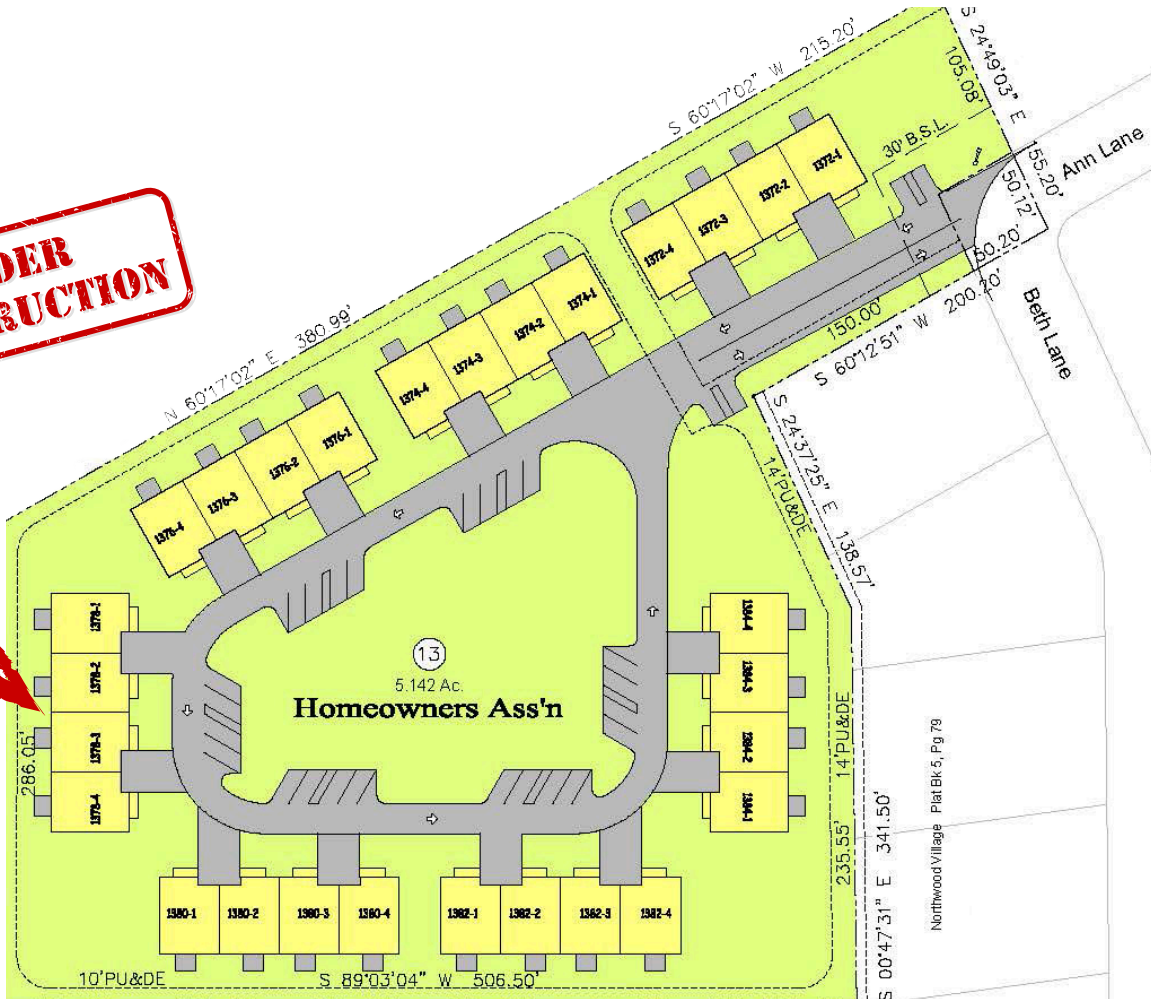 S 60°17'02" W 215.20'
S 24°49'03" E
105.08'
30' B.S.L.
55.20'
50.12'
Ann Lane
50.20'
Beth Lane
150.00
S 60°12'51" W 200.20'
1372-1
1372-2
1372-3
1372-4
DER
RUCTION
N 60°17'02" E 380.99'
1374-1
1374-2
1374-3
1374-4
1376-1
1376-2
1376-3
1376-4
S 24°37'25" E 138.57'
14'PU&DE
1378-1
1378-2
1378-3
1378-4
286.05'
13
5.142 Ac.
Homeowners Ass'n
1384-4
1384-3
1384-2
1384-1
14'PU&DE
235.55'
S 00°47'31" E 341.50'
Northwood Village Plat Bk 5, Pg 79
1380-1
1380-2
1380-3
1380-4
1382-1
1382-2
1382-3
1382-4
10'PU&DE
S 89°03'04" W 506.50'